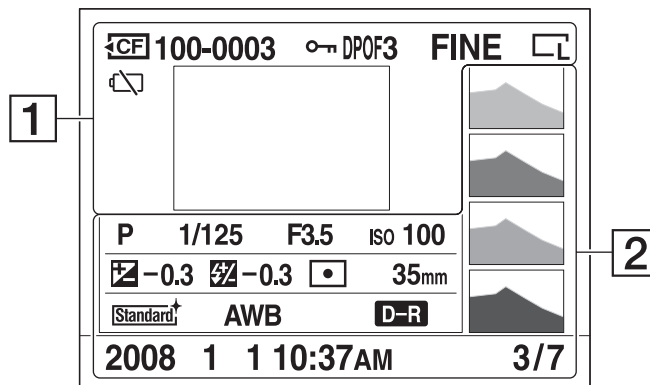 CF 100-0003 DPOF3 FINE L
1
P 1/125 F3.5 ISO 100
-0.3 -0.3 35mm
2
Standard AWB D-R
2008 1 1 10:37AM 3/7